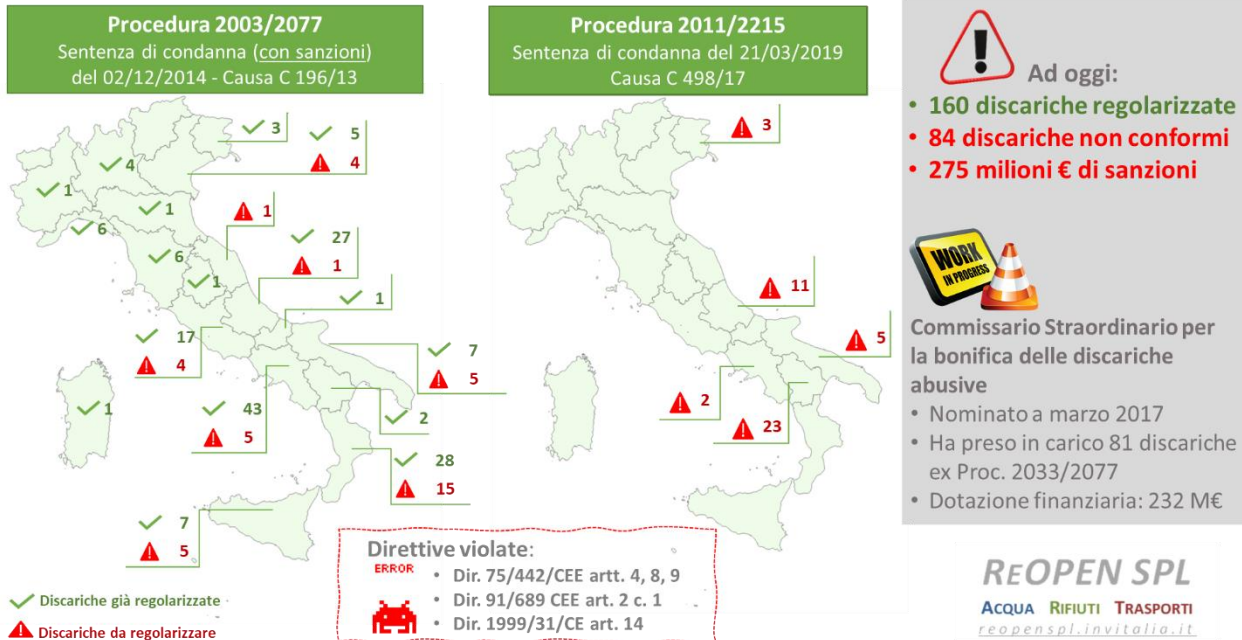 Procedura 2003/2077
Sentenza di condanna (con sanzioni)
del 02/12/2014 - Causa C 196/13
3
5
4
4
1
1
1
6
27
1
6
1
1
17
4
7
5
1
43
5
2
28
15
7
5
Discariche già regolarizzate
Discariche da regolarizzare
Procedura 2011/2215
Sentenza di condanna del 21/03/2019
Causa C 498/17
3
11
5
2
23
Direttive violate:
ERROR
• Dir. 75/442/CEE artt. 4, 8, 9
• Dir. 91/689 CEE art. 2 c. 1
• Dir. 1999/31/CE art. 14
Ad oggi:
• 160 discariche regolarizzate
• 84 discariche non conformi
• 275 milioni € di sanzioni
WORK
IN PROGRESS
Commissario Straordinario per
la bonifica delle discariche
abusive
• Nominato a marzo 2017
• Ha preso in carico 81 discariche
ex Proc. 2033/2077
• Dotazione finanziaria: 232 M€
REOPEN SPL
ACQUA RIFIUTI TRASPORTI
reopenspl.invitalia.it